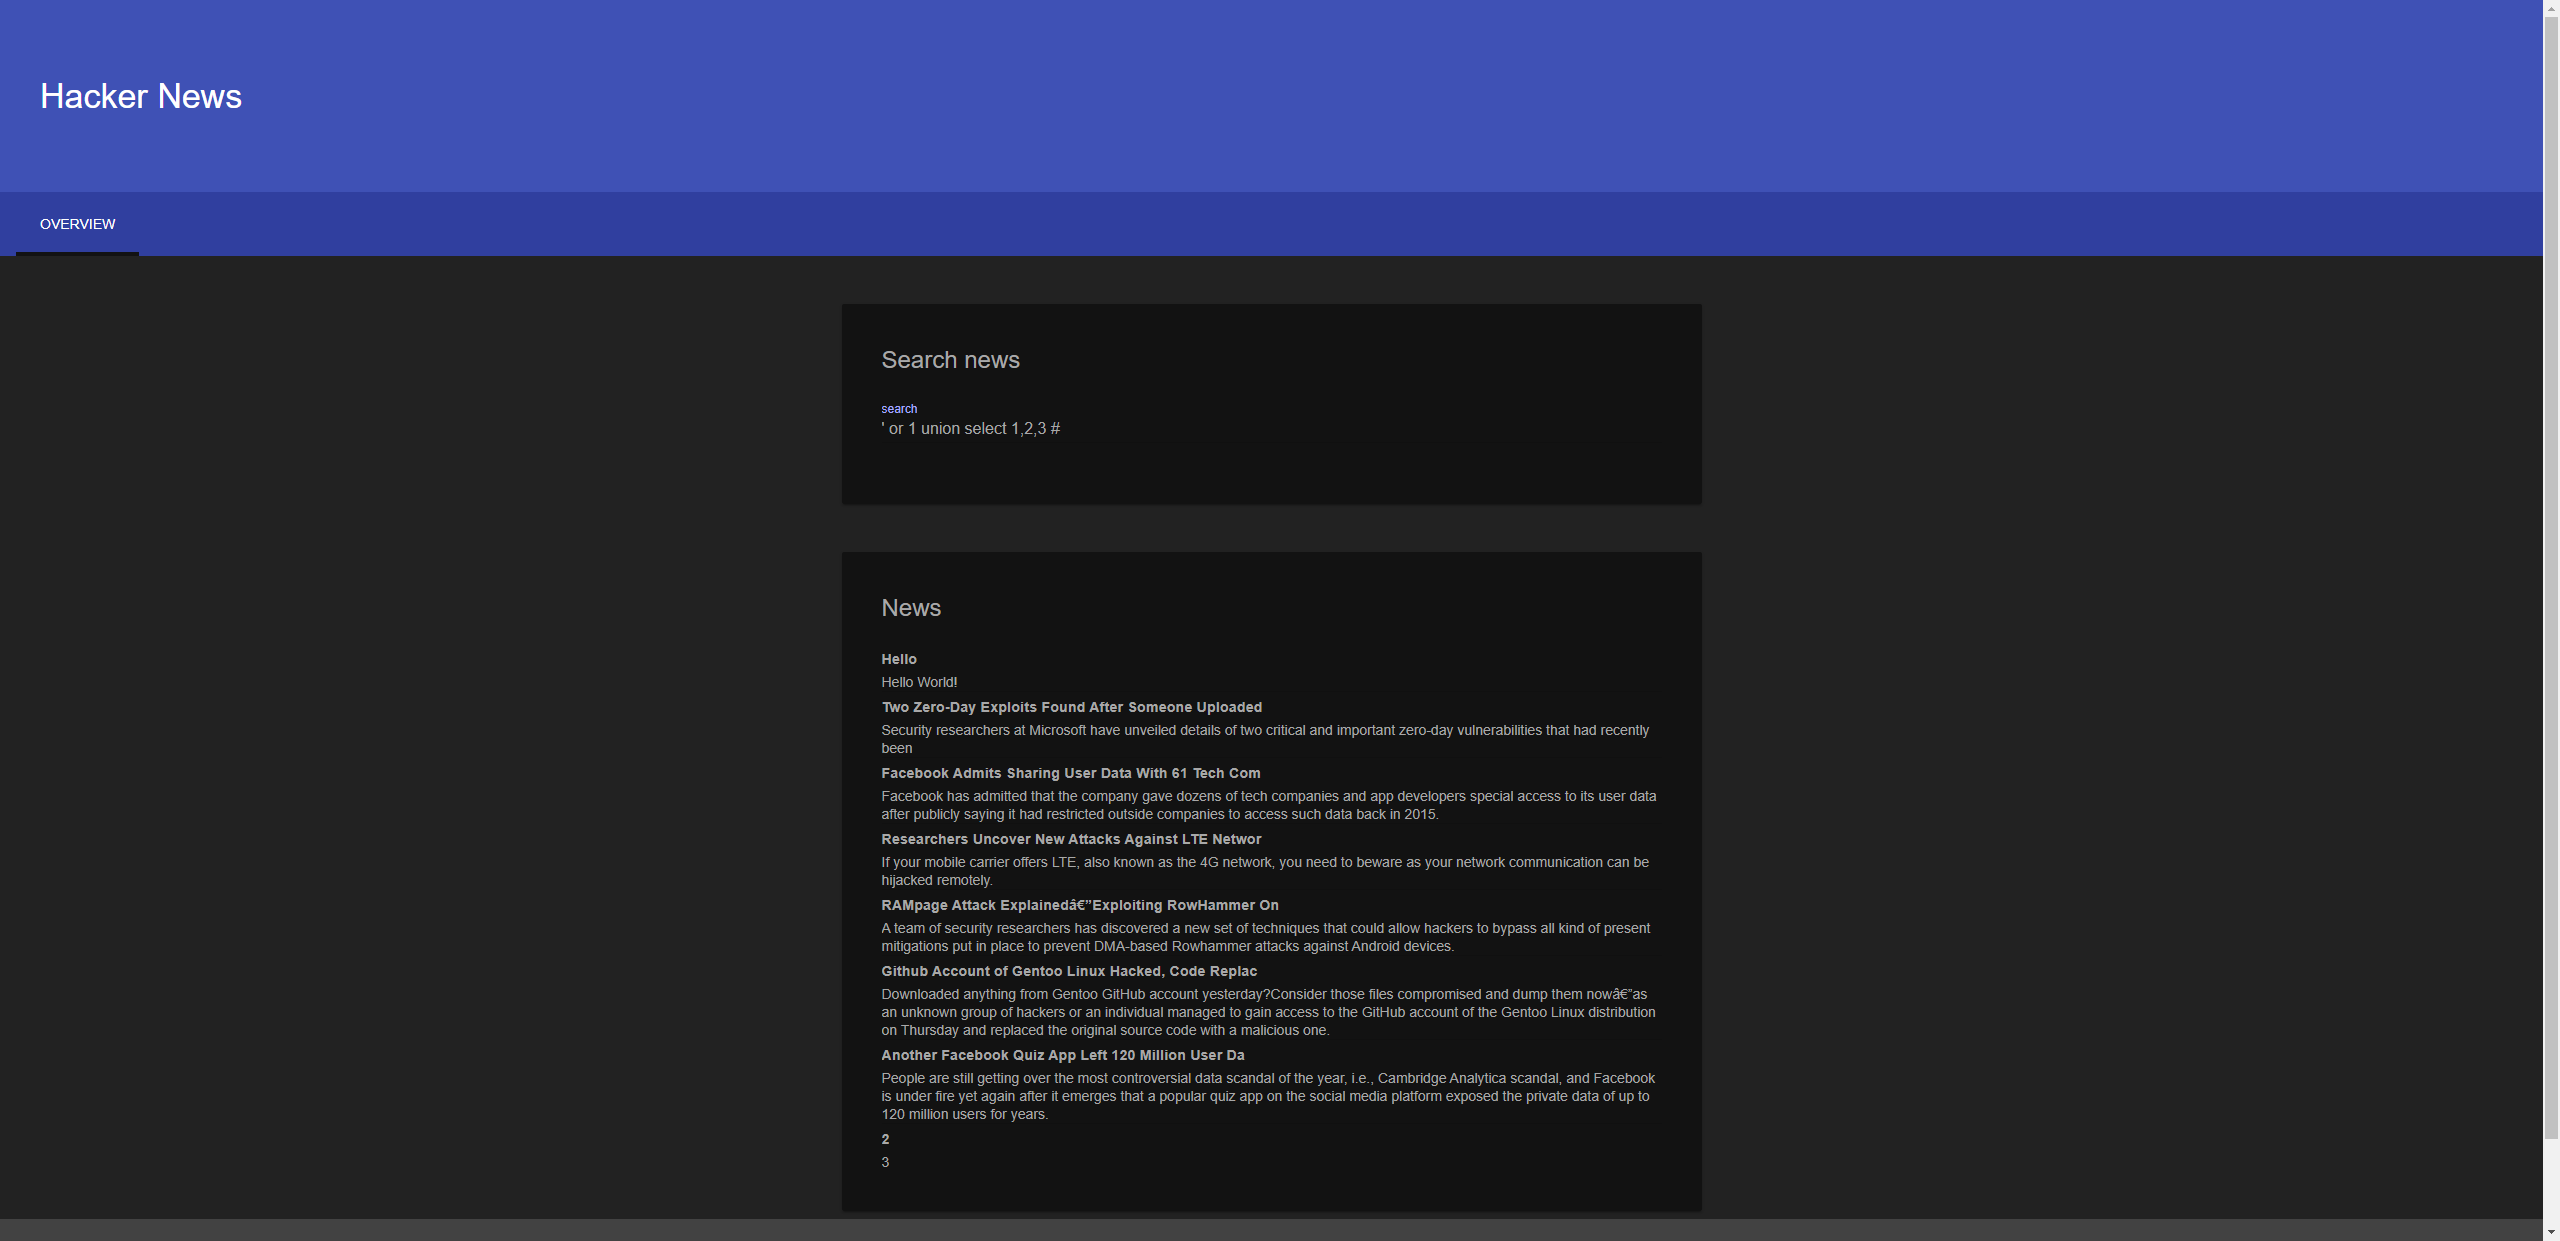 Hacker News
OVERVIEW
Search news
search
' or 1 union select 1,2,3 #
News
Hello
Hello World!
Two Zero-Day Exploits Found After Someone Uploaded
Security researchers at Microsoft have unveiled details of two critical and important zero-day vulnerabilities that had recently
been
Facebook Admits Sharing User Data With 61 Tech Com
Facebook has admitted that the company gave dozens of tech companies and app developers special access to its user data
after publicly saying it had restricted outside companies to access such data back in 2015.
Researchers Uncover New Attacks Against LTE Networ
If your mobile carrier offers LTE, also known as the 4G network, you need to beware as your network communication can be
hijacked remotely.
RAMpage Attack Explainedâ€”Exploiting RowHammer On
A team of security researchers has discovered a new set of techniques that could allow hackers to bypass all kind of present
mitigations put in place to prevent DMA-based Rowhammer attacks against Android devices.
Github Account of Gentoo Linux Hacked, Code Replac
Downloaded anything from Gentoo GitHub account yesterday?Consider those files compromised and dump them nowâ€”as
an unknown group of hackers or an individual managed to gain access to the GitHub account of the Gentoo Linux distribution
on Thursday and replaced the original source code with a malicious one.
Another Facebook Quiz App Left 120 Million User Da
People are still getting over the most controversial data scandal of the year, i.e., Cambridge Analytica scandal, and Facebook
is under fire yet again after it emerges that a popular quiz app on the social media platform exposed the private data of up to
120 million users for years.
2
3